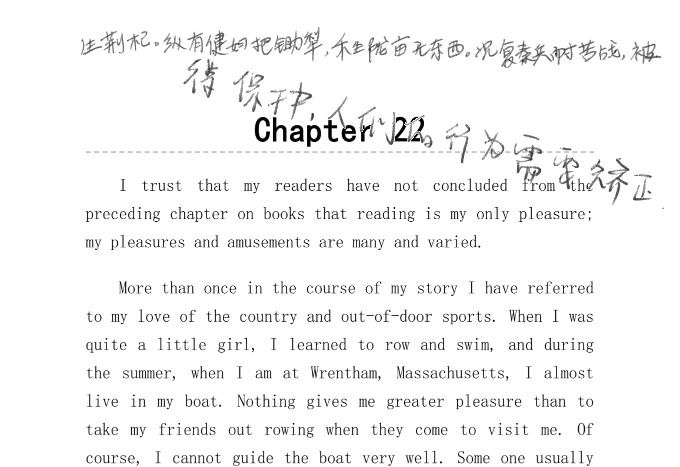 生荆杞。纵有健妇把锄犁,禾生陇亩无东西。况复秦兵耐苦战,被
得保护,人们的行为需要矫正
Chapter 22
I trust that my readers have not concluded from the
preceding chapter on books that reading is my only pleasure;
my pleasures and amusements are many and varied.
More than once in the course of my story I have referred
to my love of the country and out-of-door sports. When I was
quite a little girl, I learned to row and swim, and during
the summer, when I am at Wrentham, Massachusetts, I almost
live in my boat. Nothing gives me greater pleasure than to
take my friends out rowing when they come to visit me. Of
course, I cannot guide the boat very well. Some one usually